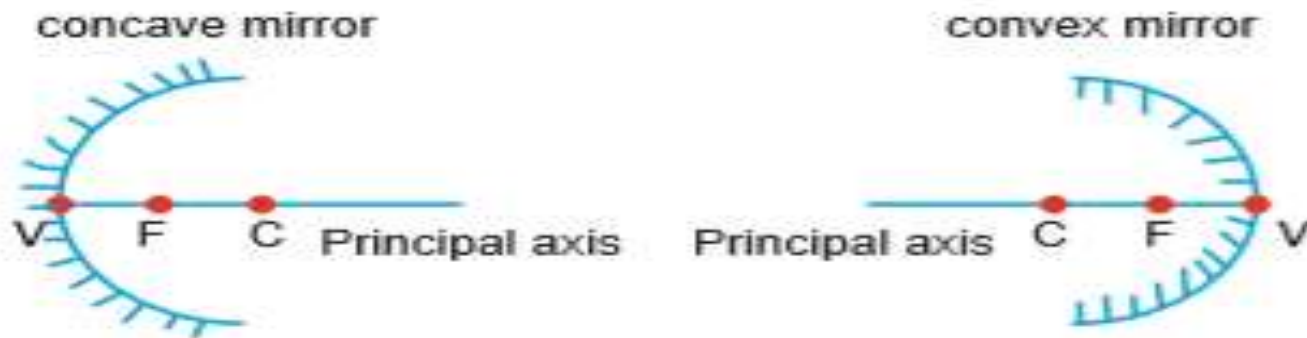 concave mirror
convex mirror
V F C Principal axis
Principal axis C F V